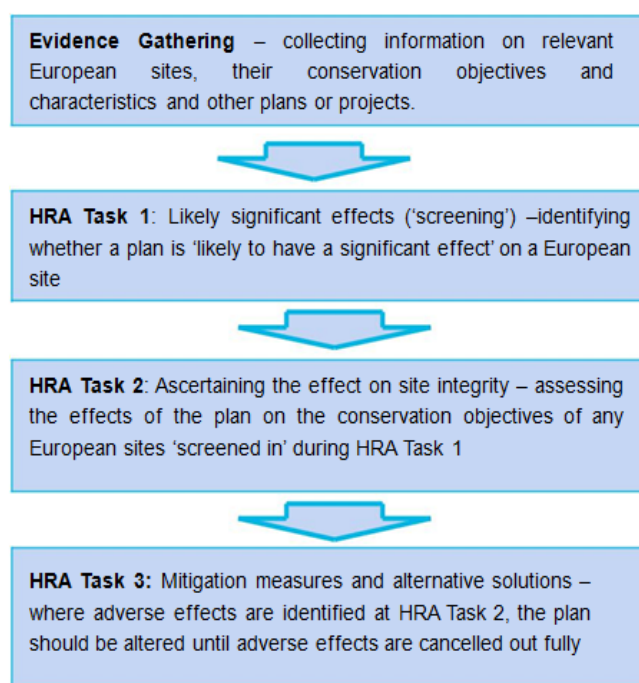 Evidence Gathering – collecting information on relevant
European sites, their conservation objectives and
characteristics and other plans or projects.
HRA Task 1: Likely significant effects (‘screening’) –identifying
whether a plan is ‘likely to have a significant effect’ on a European
site
HRA Task 2: Ascertaining the effect on site integrity – assessing
the effects of the plan on the conservation objectives of any
European sites ‘screened in’ during HRA Task 1
HRA Task 3: Mitigation measures and alternative solutions –
where adverse effects are identified at HRA Task 2, the plan
should be altered until adverse effects are cancelled out fully